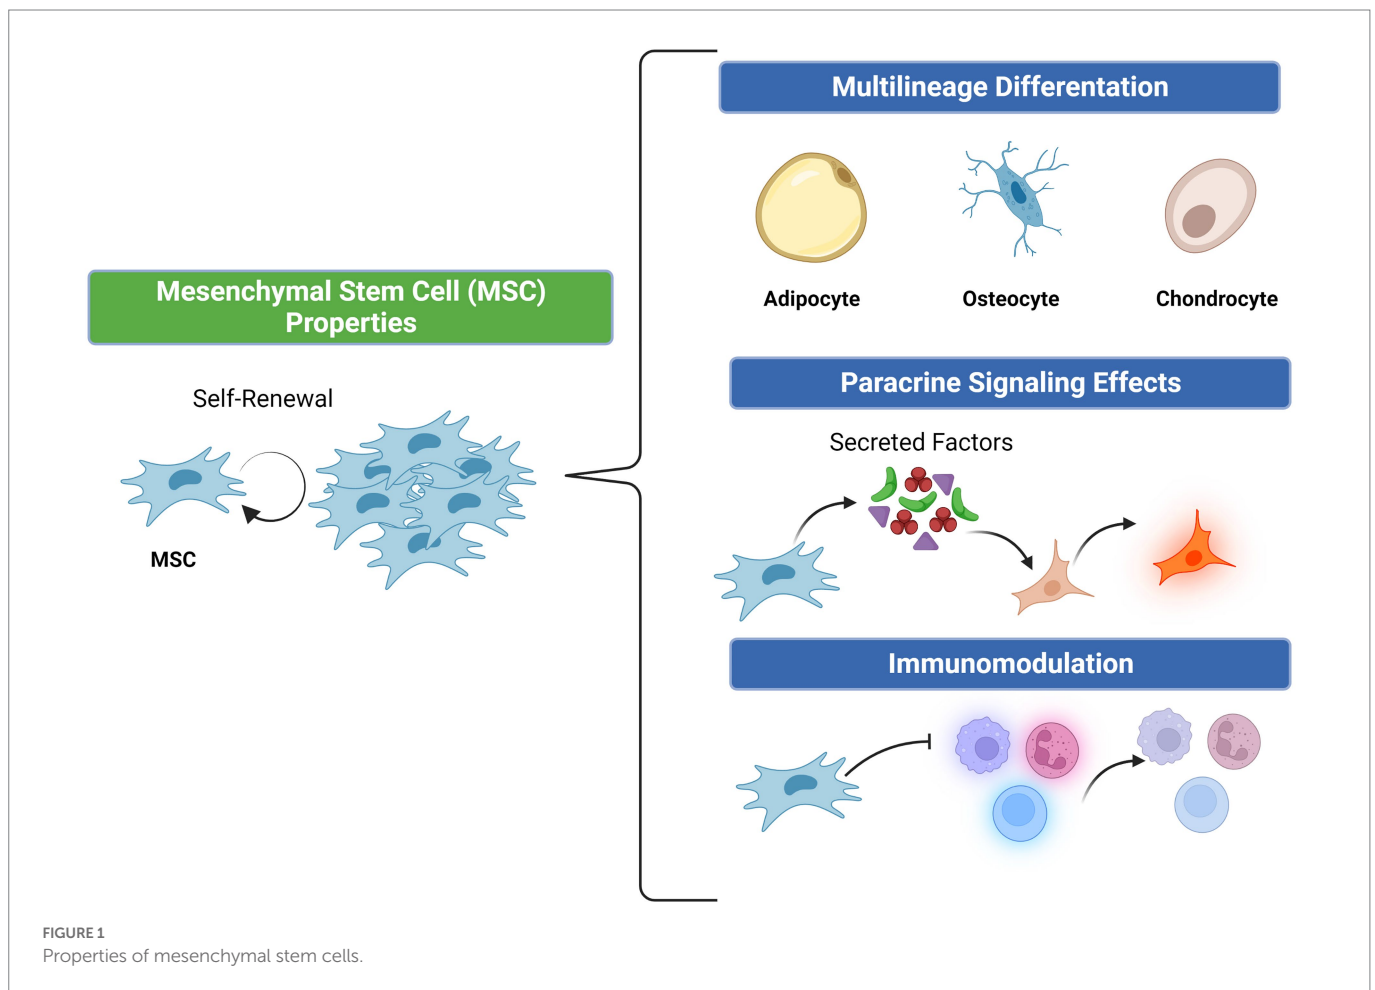 Mesenchymal Stem Cell (MSC)
Properties
Self-Renewal
MSC
Multilineage Differentation
Adipocyte
Osteocyte
Chondrocyte
Paracrine Signaling Effects
Secreted Factors
Immunomodulation
FIGURE 1
Properties of mesenchymal stem cells.